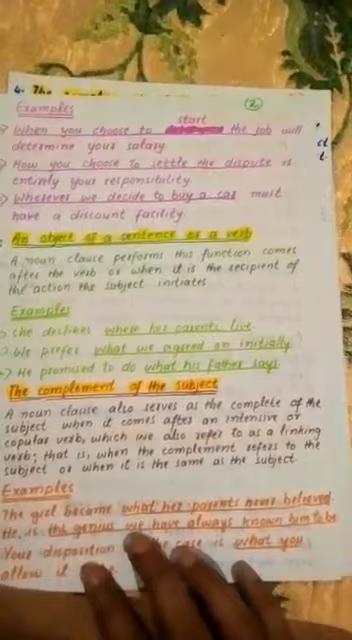 4. The
Examples
(2)
start
When you choose to the job will
determine your salary.
How you choose to settle the dispute is
entirely your responsibility.
Wherever we decide to buy a car must
have a discount facility
An object of a sentence or a verb
A noun clause performs this function comes
after the verb or when it is the recipient of
the action the subject initiates
Examples
She dislikes where her parents live.
We prefer what we agreed on initially.
He promised to do what his father says
The complement of the subject
A noun clause also serves as the complete of the
subject when it comes after an intensive or
copular verb, which we also refer to as a linking
verb; that is, when the complement refers to the
subject or when it is the same as the subject.
Examples
The girl became what her parents never believed.
He, is the genius we have always known him to be
Your disposition case is what you
allow it